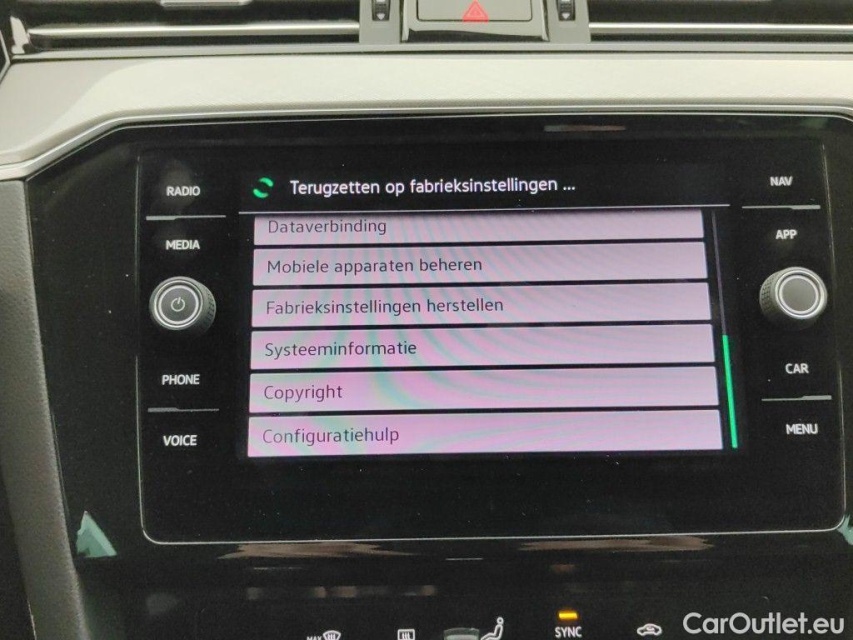 RADIO
MEDIA
PHONE
VOICE
Terugzetten op fabrieksinstellingen ...
Dataverbinding
Mobiele apparaten beheren
Fabrieksinstellingen herstellen
Systeeminformatie
Copyright
Configuratiehulp
NAV
APP
CAR
MENU
MAX
SYNC
CarOutlet.eu